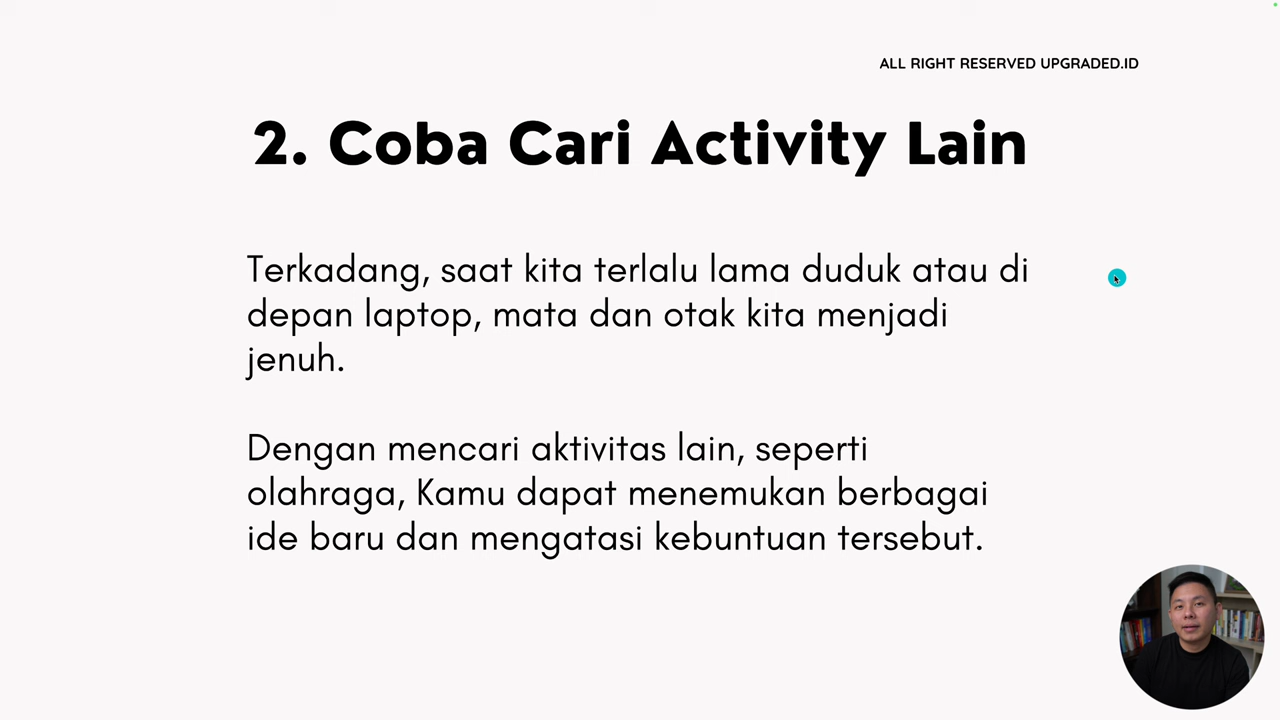 ALL RIGHT RESERVED UPGRADED.ID
2. Coba Cari Activity Lain
Terkadang, saat kita terlalu lama duduk atau di
depan laptop, mata dan otak kita menjadi
jenuh.
Dengan mencari aktivitas lain, seperti
olahraga, Kamu dapat menemukan berbagai
ide baru dan mengatasi kebuntuan tersebut.